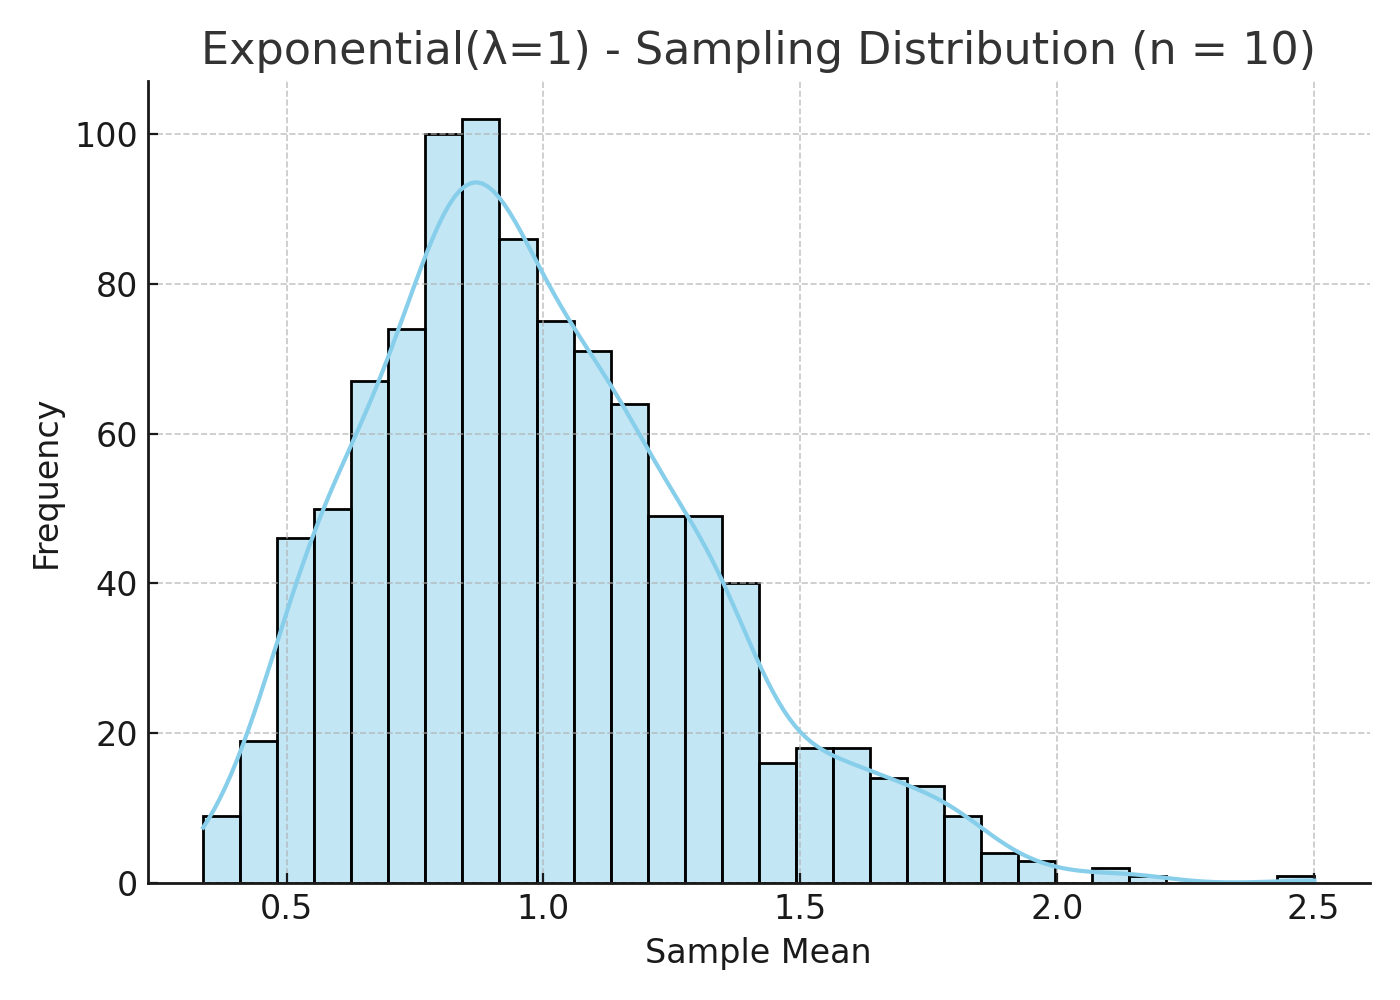 Exponential(λ=1) - Sampling Distribution (n = 10)
100
80
60
40
20
0
Frequency
0.5 1.0 1.5 2.0 2.5
Sample Mean